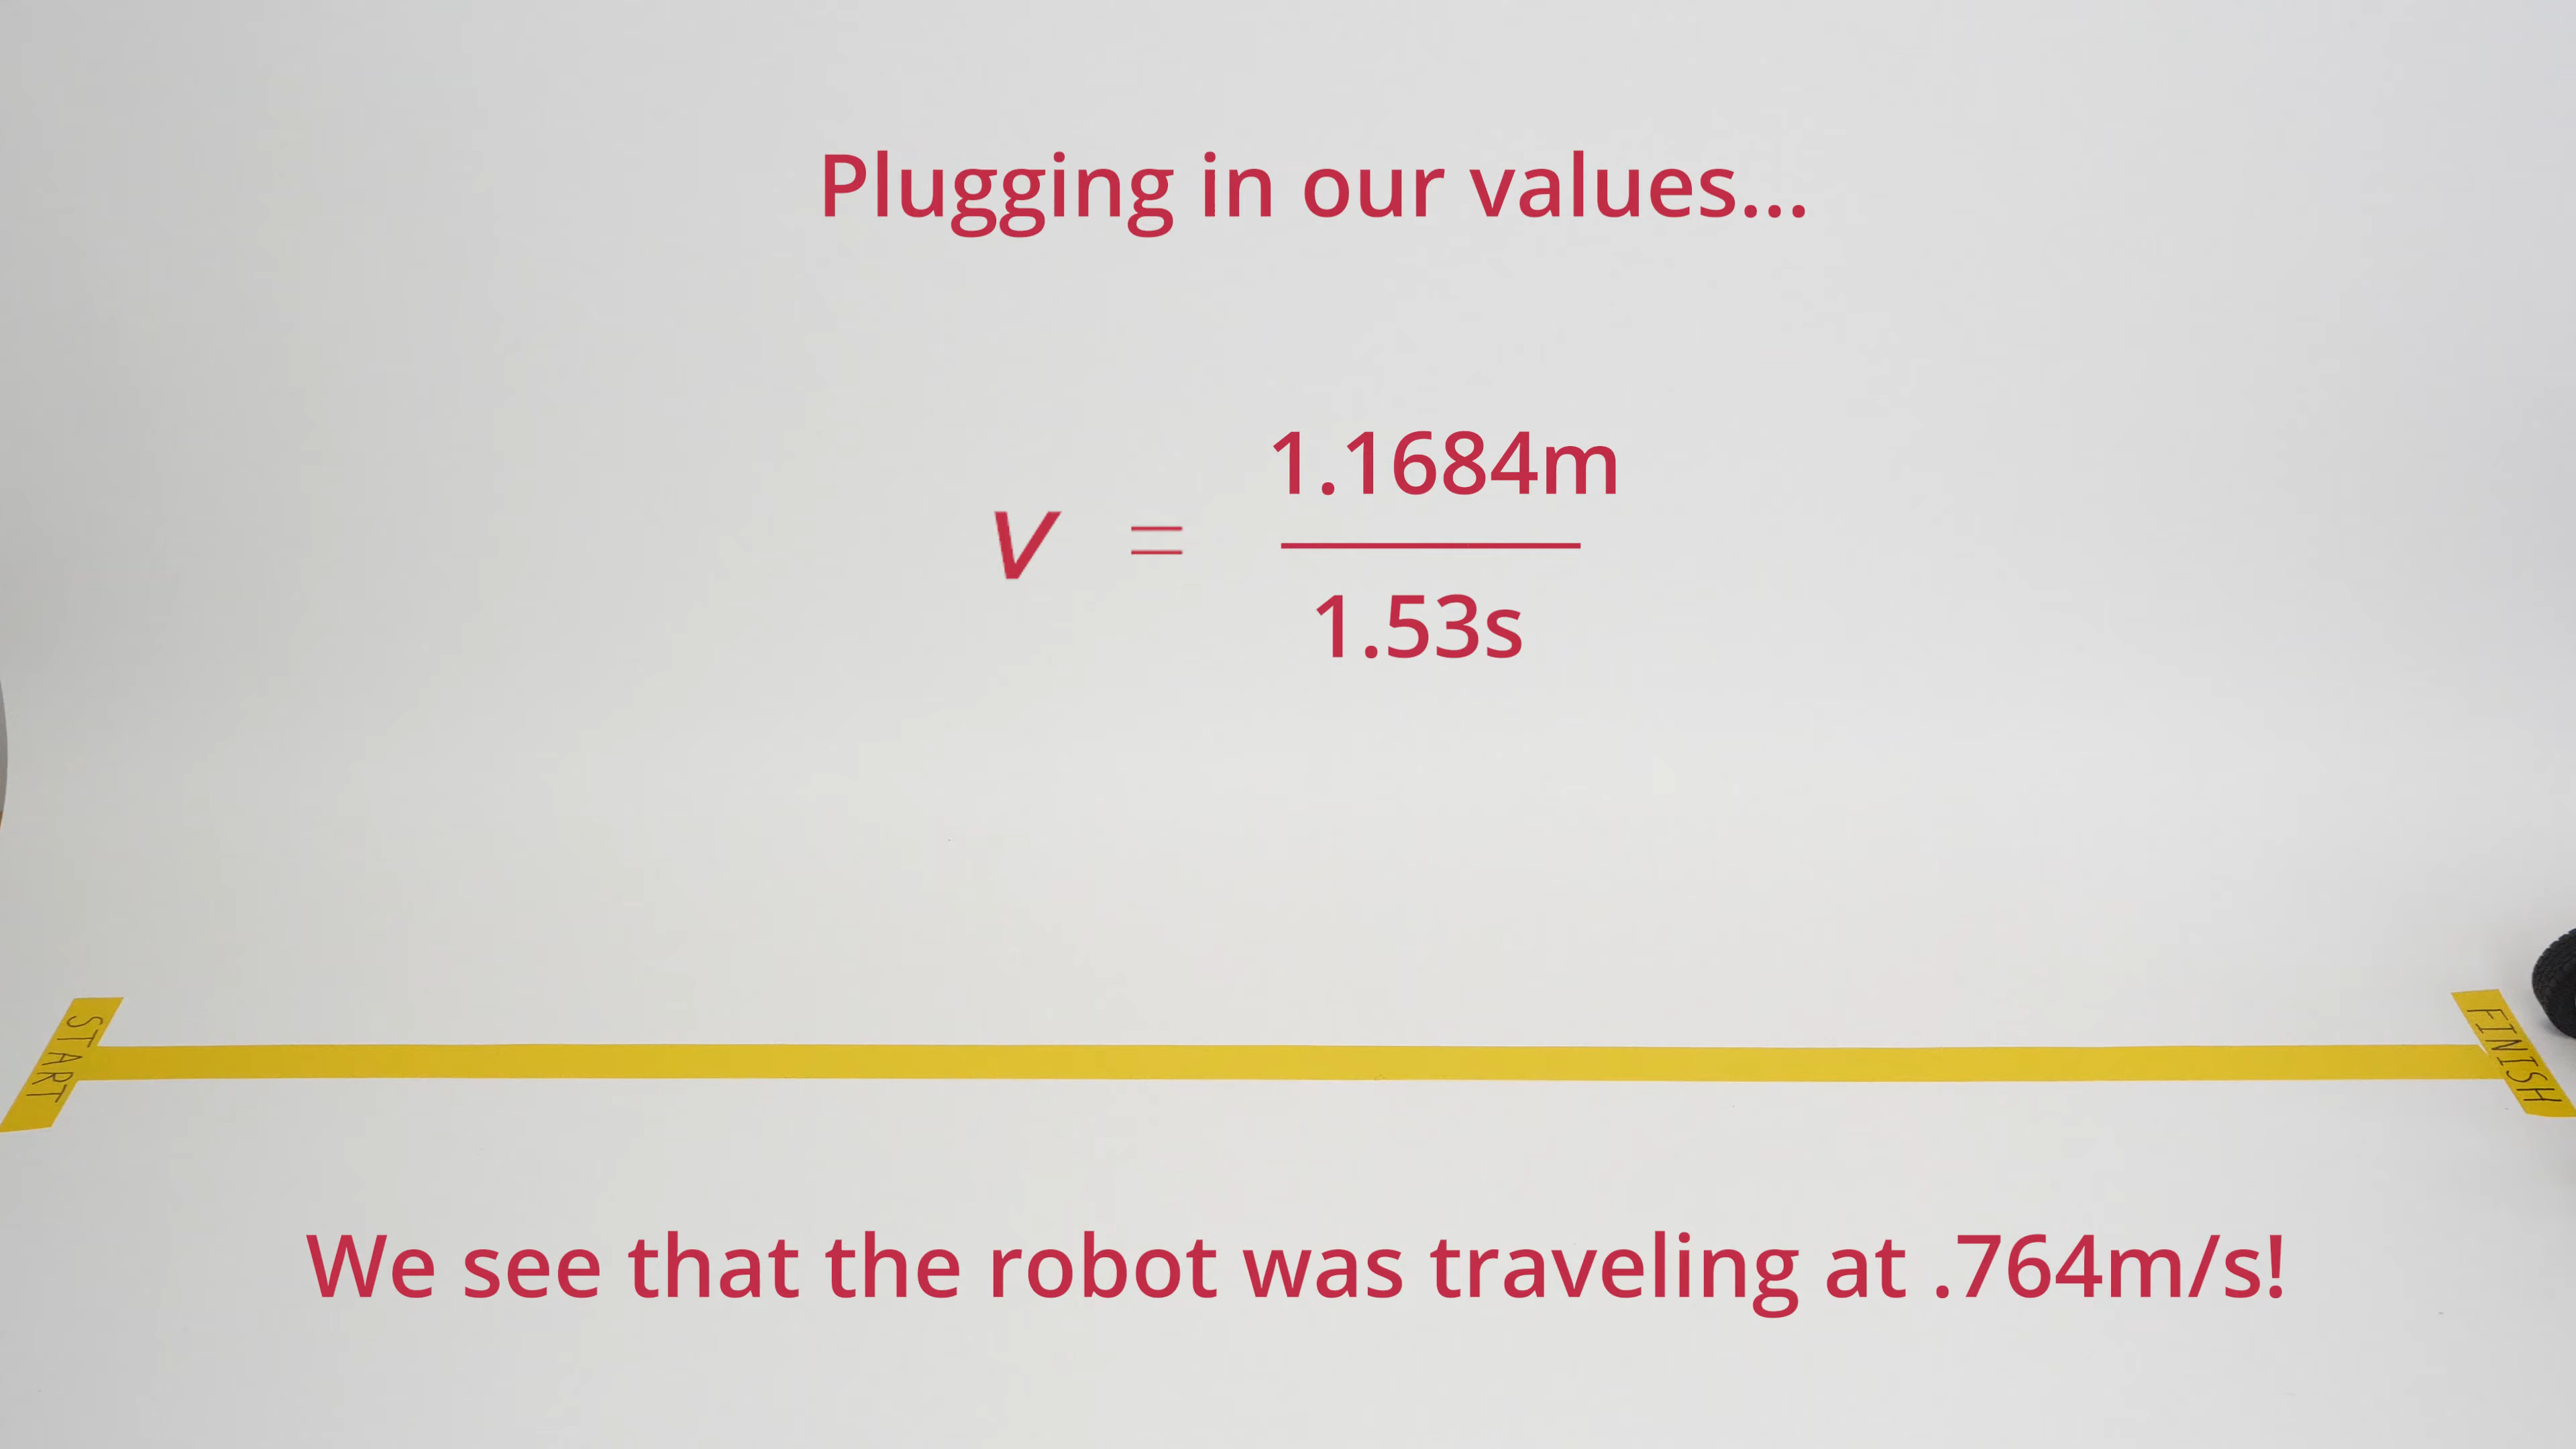 Plugging in our values...
v = 1.1684m
1.53s
START
FINISH
We see that the robot was traveling at .764m/s!